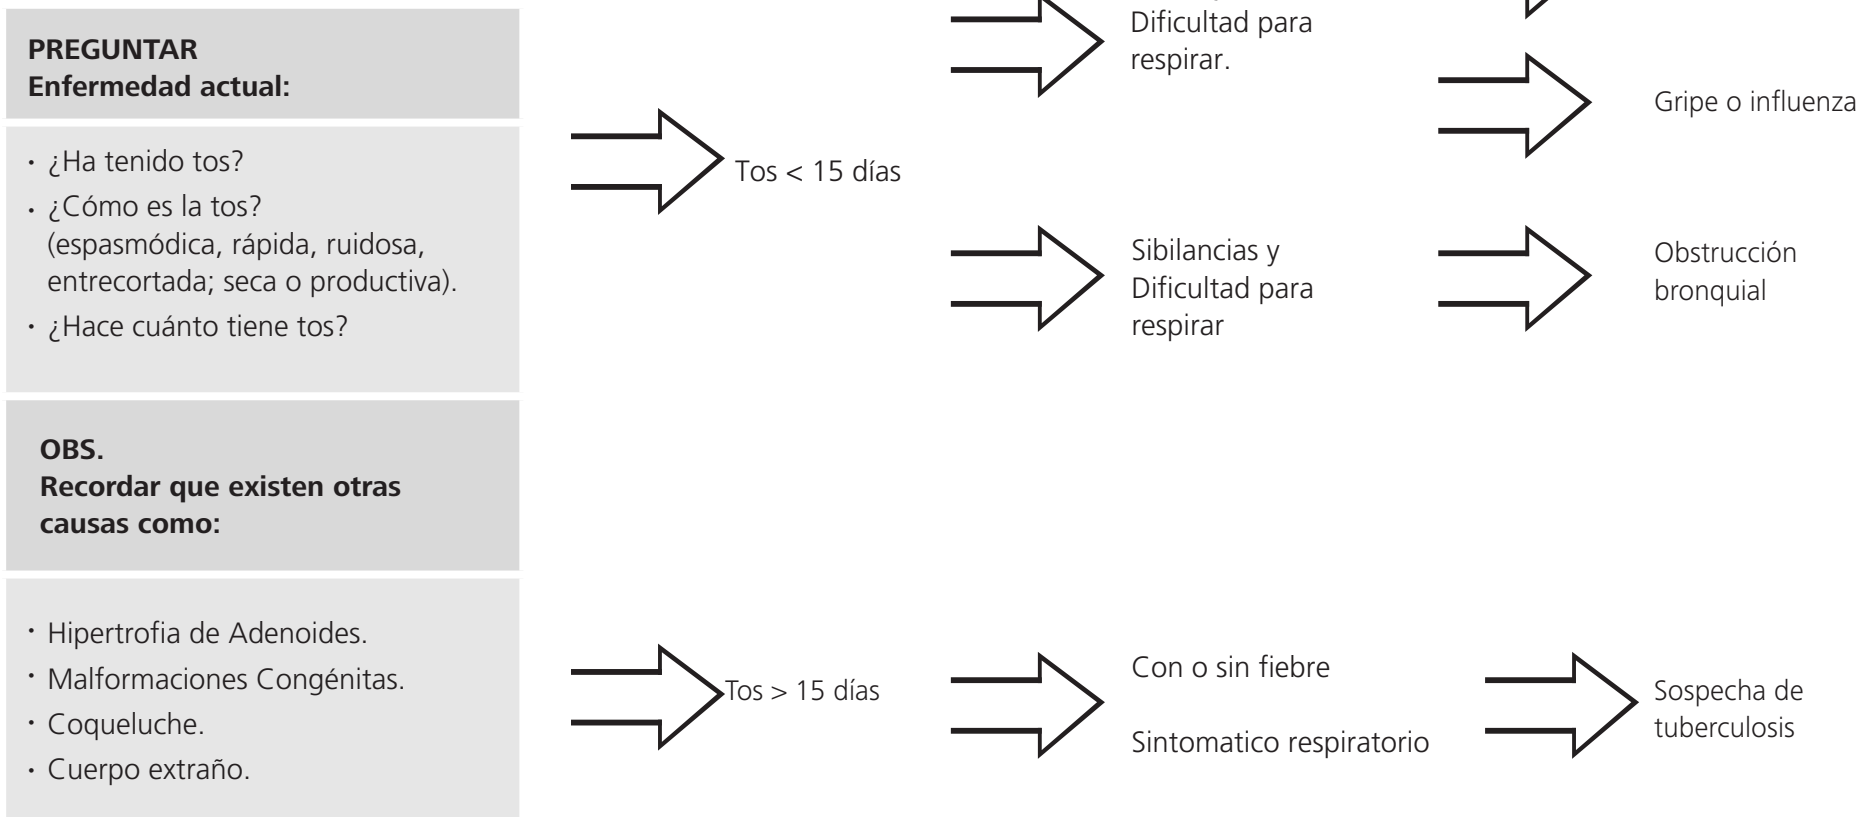 PREGUNTAR
Enfermedad actual:
· ¿Ha tenido tos?
· ¿Cómo es la tos?
(espasmódica, rápida, ruidosa,
entrecortada; seca o productiva).
· ¿Hace cuánto tiene tos?
OBS.
Recordar que existen otras
causas como:
· Hipertrofia de Adenoides.
· Malformaciones Congénitas.
· Coqueluche.
· Cuerpo extraño.
Tos < 15 días
Dificultad para
respirar.
Gripe o influenza
Sibilancias y
Dificultad para
respirar
Obstrucción
bronquial
Tos > 15 días
Con o sin fiebre
Sintomatico respiratorio
Sospecha de
tuberculosis